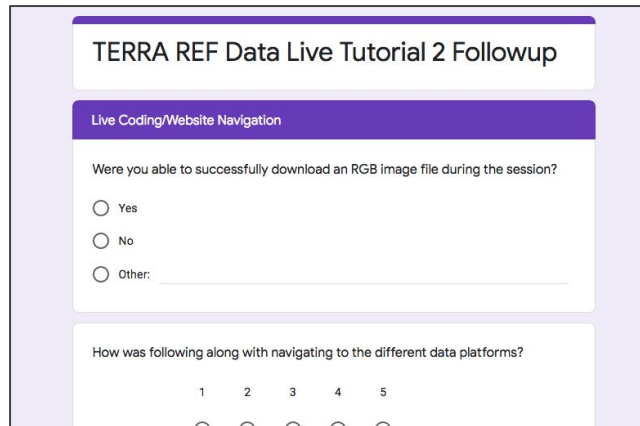 TERRA REF Data Live Tutorial 2 Followup
Live Coding/Website Navigation
Were you able to successfully download an RGB image file during the session?
Yes
No
Other:
How was following along with navigating to the different data platforms?
1 2 3 4 5